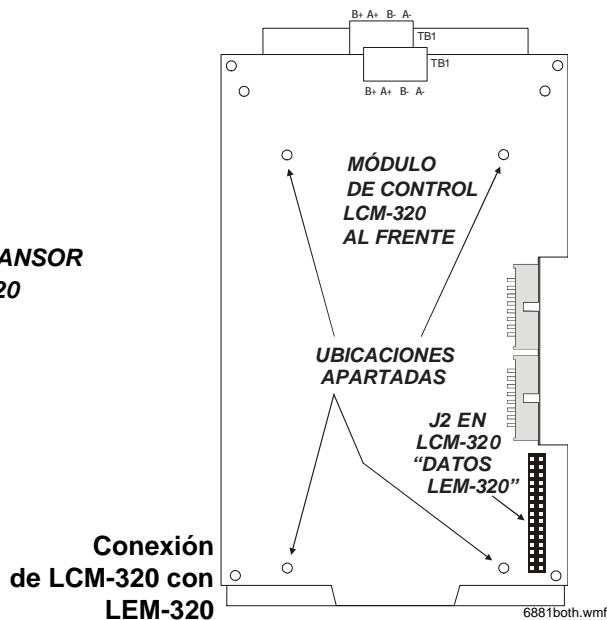 B+ A+ B- A-
TB1
TB1
B+ A+ B- A-
MÓDULO
DE CONTROL
LCM-320
AL FRENTE
ANSOR
20
UBICACIONES
APARTADAS
J2 EN
LCM-320
“DATOS
LEM-320”
Conexión
de LCM-320 con
LEM-320
6881both.wmf